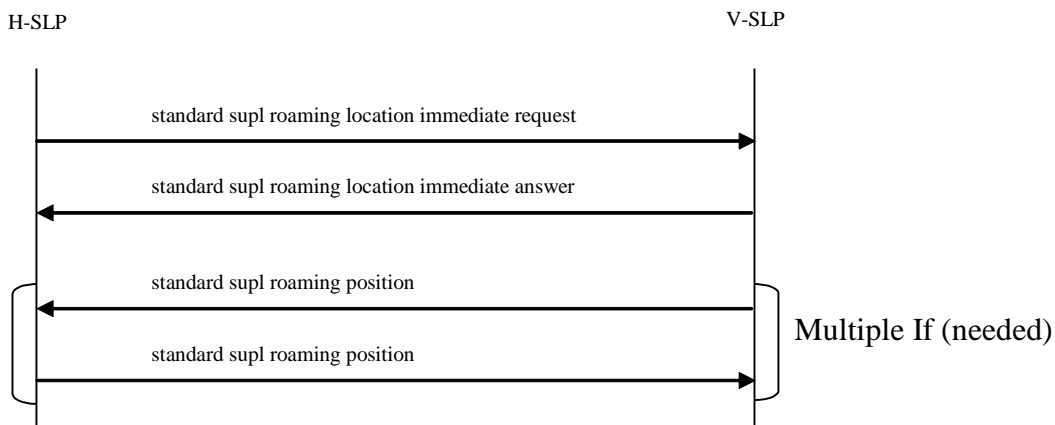 H-SLP
V-SLP
standard supl roaming location immediate request
standard supl roaming location immediate answer
standard supl roaming position
Multiple If (needed)
standard supl roaming position